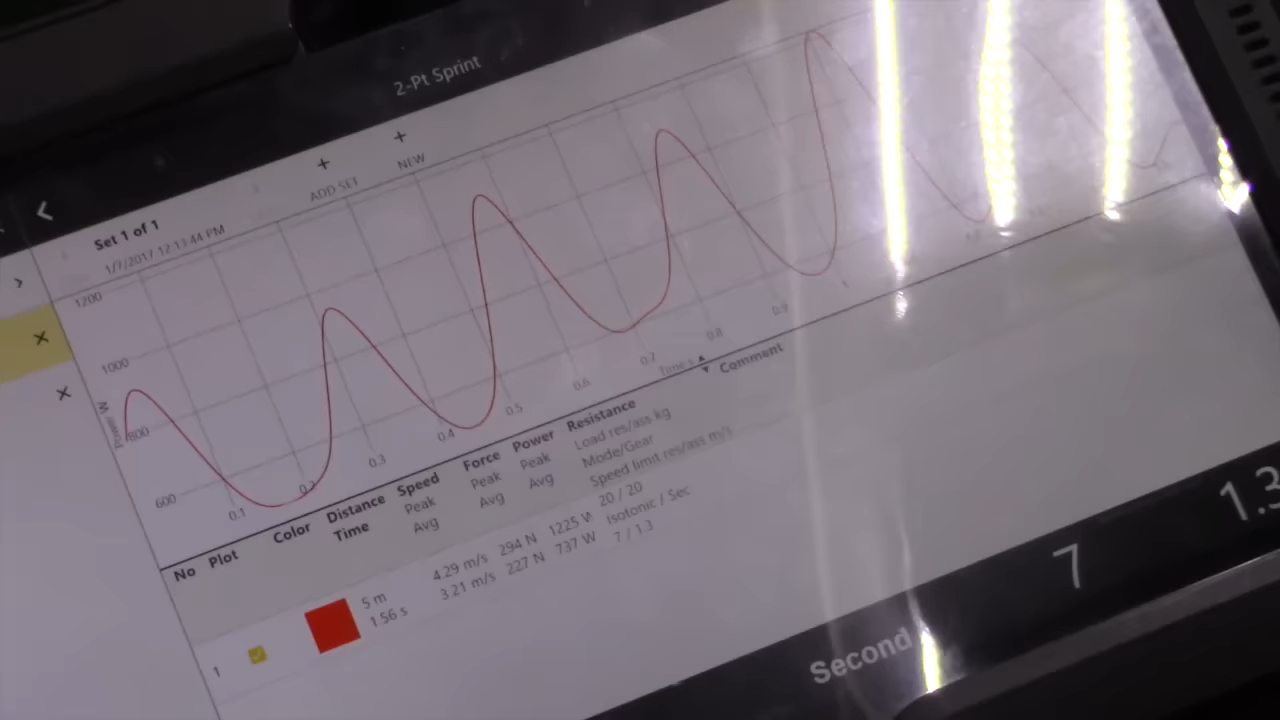 2-Pt Sprint
+ +
ADD SET NEW
Set 1 of 1
1/7/2017 12:13:44 PM
1200
1000
800
600
Power W
0.1 0.2 0.3 0.4 0.5 0.6 0.7 0.8 0.9
Time s
No Plot Color Distance Speed Force Power Resistance Comment
Time Peak Peak Peak Load res/ass kg
Avg Avg Avg Mode/Gear
Speed limit res/ass m/s
1 5 m 4.29 m/s 294 N 1225 W 20 / 20
1.56 s 3.21 m/s 227 N 737 W Isotonic / Sec
7 / 1.3
Second 7 1.3